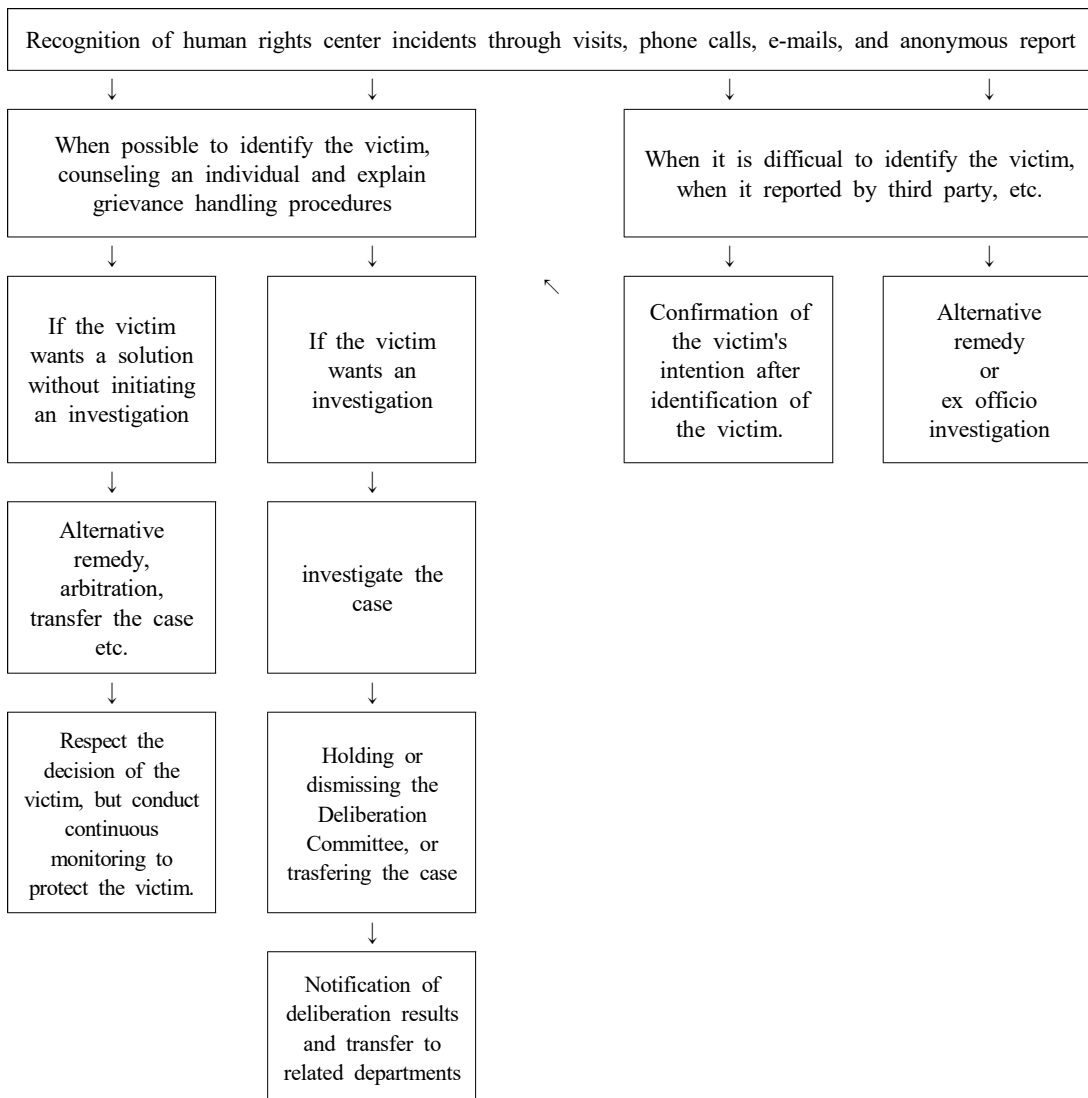 Recognition of human rights center incidents through visits, phone calls, e-mails, and anonymous report
↓ ↓ ↓ ↓
When possible to identify the victim,
counseling an individual and explain
grievance handling procedures
When it is difficual to identify the victim,
when it reported by third party, etc.
↓ ↓ ↓ ↓
If the victim
wants a solution
without initiating
an investigation
If the victim
wants an
investigation
↖
Confirmation of
the victim's
intention after
identification of
the victim.
Alternative
remedy
or
ex officio
investigation
↓ ↓
Alternative
remedy,
arbitration,
transfer the case
etc.
investigate the
case
↓ ↓
Respect the
decision of the
victim, but conduct
continuous
monitoring to
protect the victim.
Holding or
dismissing the
Deliberation
Committee, or
trasfering the case
↓
Notification of
deliberation results
and transfer to
related departments